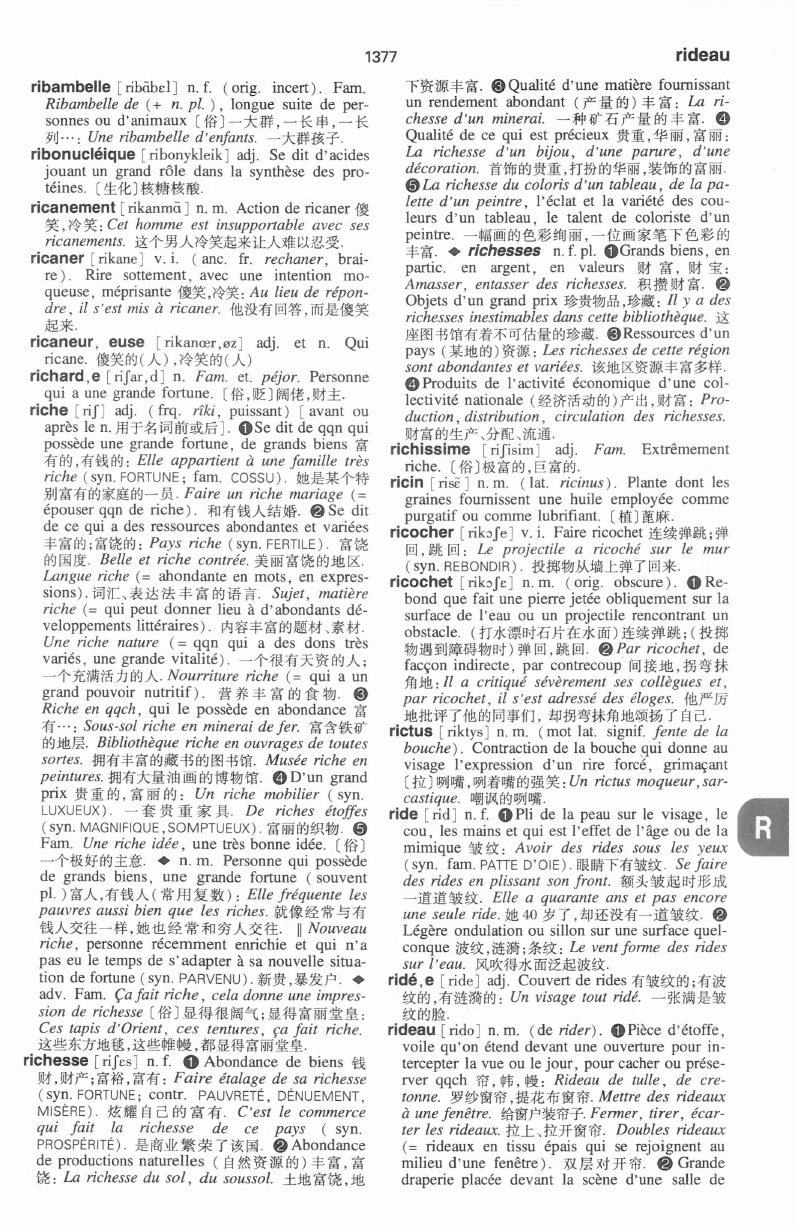 1377
rideau
ribambelle [ribɑ̃bɛl] n. f. (orig. incert). Fam.
Ribambelle de (+ n. pl.), longue suite de per-
sonnes ou d'animaux〔俗〕一大群,一长串,一长
列…: Une ribambelle d'enfants. 一大群孩子.
ribonucléique [ribonykleik] adj. Se dit d'acides
jouant un grand rôle dans la synthèse des pro-
téines.〔生化〕核糖核酸.
ricanement [rikanmɑ̃] n. m. Action de ricaner 傻
笑,冷笑: Cet homme est insupportable avec ses
ricanements. 这个男人冷笑起来让人难以忍受.
ricaner [rikane] v. i. (anc. fr. rechaner, brai-
re). Rire sottement, avec une intention mo-
queuse, méprisante 傻笑,冷笑: Au lieu de répon-
dre, il s'est mis à ricaner. 他没有回答,而是傻笑
起来.
ricaneur, euse [rikanœr,øz] adj. et n. Qui
ricane. 傻笑的(人),冷笑的(人)
richard,e [riʃar,d] n. Fam. et. péjor. Personne
qui a une grande fortune.〔俗,贬〕阔佬,财主.
riche [riʃ] adj. (frq. rîki, puissant) [avant ou
après le n. 用于名词前或后]. ❶Se dit de qqn qui
possède une grande fortune, de grands biens 富
有的,有钱的: Elle appartient à une famille très
riche (syn. FORTUNE; fam. COSSU). 她是某个特
别富有的家庭的一员. Faire un riche mariage (=
épouser qqn de riche). 和有钱人结婚. ❷Se dit
de ce qui a des ressources abondantes et variées
丰富的;富饶的: Pays riche (syn. FERTILE). 富饶
的国度. Belle et riche contrée. 美丽富饶的地区.
Langue riche (= ahondante en mots, en expres-
sions).词汇、表达法丰富的语言. Sujet, matière
riche (= qui peut donner lieu à d'abondants dé-
veloppements littéraires). 内容丰富的题材、素材.
Une riche nature (= qqn qui a des dons très
variés, une grande vitalité). 一个很有天资的人;
一个充满活力的人. Nourriture riche (= qui a un
grand pouvoir nutritif). 营养丰富的食物. ❸
Riche en qqch, qui le possède en abondance 富
有…: Sous-sol riche en minerai de fer. 富含铁矿
的地层. Bibliothèque riche en ouvrages de toutes
sortes. 拥有丰富的藏书的图书馆. Musée riche en
peintures. 拥有大量油画的博物馆. ❹D'un grand
prix 贵重的,富丽的: Un riche mobilier (syn.
LUXUEUX). 一套贵重家具. De riches étoffes
(syn. MAGNIFIQUE,SOMPTUEUX).富丽的织物. ❺
Fam. Une riche idée, une très bonne idée.〔俗〕
一个极好的主意. ◆ n. m. Personne qui possède
de grands biens, une grande fortune (souvent
pl.)富人,有钱人(常用复数): Elle fréquente les
pauvres aussi bien que les riches. 就像经常与有
钱人交往一样,她也经常和穷人交往. ‖ Nouveau
riche, personne récemment enrichie et qui n'a
pas eu le temps de s'adapter à sa nouvelle situa-
tion de fortune (syn. PARVENU). 新贵,暴发户. ◆
adv. Fam. Ça fait riche, cela donne une impres-
sion de richesse〔俗〕显得很阔气;显得富丽堂皇:
Ces tapis d'Orient, ces tentures, ça fait riche.
这些东方地毯,这些帷幔,都显得富丽堂皇.
richesse [riʃɛs] n. f. ❶ Abondance de biens 钱
财,财产;富裕,富有: Faire étalage de sa richesse
(syn. FORTUNE; contr. PAUVRETÉ, DÉNUEMENT,
MISÈRE). 炫耀自己的富有. C'est le commerce
qui fait la richesse de ce pays (syn.
PROSPÉRITÉ). 是商业繁荣了该国. ❷Abondance
de productions naturelles (自然资源的)丰富,富
饶: La richesse du sol, du soussol. 土地富饶,地
下资源丰富. ❸Qualité d'une matière foumissant
un rendement abondant (产量的)丰富: La ri-
chesse d'un minerai. 一种矿石产量的丰富. ❹
Qualité de ce qui est précieux 贵重,华丽,富丽:
La richesse d'un bijou, d'une parure, d'une
décoration. 首饰的贵重,打扮的华丽,装饰的富丽.
❺La richesse du coloris d'un tableau, de la pa-
lette d'un peintre, l'éclat et la variété des cou-
leurs d'un tableau, le talent de coloriste d'un
peintre. 一幅画的色彩绚丽,一位画家笔下色彩的
丰富. ◆ richesses n. f. pl. ❶Grands biens, en
partic. en argent, en valeurs 财富,财宝:
Amasser, entasser des richesses. 积攒财富. ❷
Objets d'un grand prix 珍贵物品,珍藏: Il y a des
richesses inestimables dans cette bibliothèque. 这
座图书馆有着不可估量的珍藏. ❸Ressources d'un
pays (某地的)资源: Les richesses de cette région
sont abondantes et variées. 该地区资源丰富多样.
❹Produits de l'activité économique d'une col-
lectivité nationale (经济活动的)产出,财富: Pro-
duction, distribution, circulation des richesses.
财富的生产、分配、流通.
richissime [riʃisim] adj. Fam. Extrêmement
riche.〔俗〕极富的,巨富的.
ricin [risɛ̃] n. m. (lat. ricinus). Plante dont les
graines foumissent une huile employée comme
purgatif ou comme lubrifiant.〔植〕蓖麻.
ricocher [rikɔʃe] v. i. Faire ricochet 连续弹跳;弹
回,跳回: Le projectile a ricoché sur le mur
(syn. REBONDIR). 投掷物从墙上弹了回来.
ricochet [rikɔʃe] n. m. (orig. obscure). ❶Re-
bond que fait une pierre jetée obliquement sur la
surface de l'eau ou un projectile rencontrant un
obstacle. (打水漂时石片在水面)连续弹跳;(投掷
物遇到障碍物时)弹回,跳回. ❷Par ricochet, de
facçon indirecte, par contrecoup 间接地,拐弯抹
角地:Il a critiqué sévèrement ses collègues et,
par ricochet, il s'est adressé des éloges. 他严厉
地批评了他的同事们, 却拐弯抹角地颂扬了自己.
rictus [riktys] n. m. (mot lat. signif. fente de la
bouche). Contraction de la bouche qui donne au
visage l'expression d'un rire forcé, grimaçant
〔拉〕咧嘴,咧着嘴的强笑:Un rictus moqueur, sar-
castique. 嘲讽的咧嘴.
ride [rid] n. f. ❶Pli de la peau sur le visage, le
cou, les mains et qui est l'effet de l'âge ou de la
mimique 皱纹: Avoir des rides sous les yeux
(syn. fam. PATTE D'OIE).眼睛下有皱纹. Se faire
des rides en plissant son front. 额头皱起时形成
一道道皱纹. Elle a quarante ans et pas encore
une seule ride. 她 40 岁了,却还没有一道皱纹. ❷
Légère ondulation ou sillon sur une surface quel-
conque 波纹,涟漪;条纹: Le vent forme des rides
sur l'eau. 风吹得水面泛起波纹.
ridé,e [ride] adj. Couvert de rides 有皱纹的;有波
纹的,有涟漪的: Un visage tout ridé. 一张满是皱
纹的脸.
rideau [rido] n. m. (de rider). ❶Pièce d'étoffe,
voile qu'on étend devant une ouverture pour in-
tercepter la vue ou le jour, pour cacher ou prése-
rver qqch 帘,帏,幔: Rideau de tulle, de cre-
tonne. 罗纱窗帘,提花布窗帘. Mettre des rideaux
à une fenêtre. 给窗户装帘子. Fermer, tirer, écar-
ter les rideaux. 拉上、拉开窗帘. Doubles rideaux
(= rideaux en tissu épais qui se rejoignent au
milieu d'une fenêtre). 双层对开帘. ❷ Grande
draperie placée devant la scène d'une salle de
R